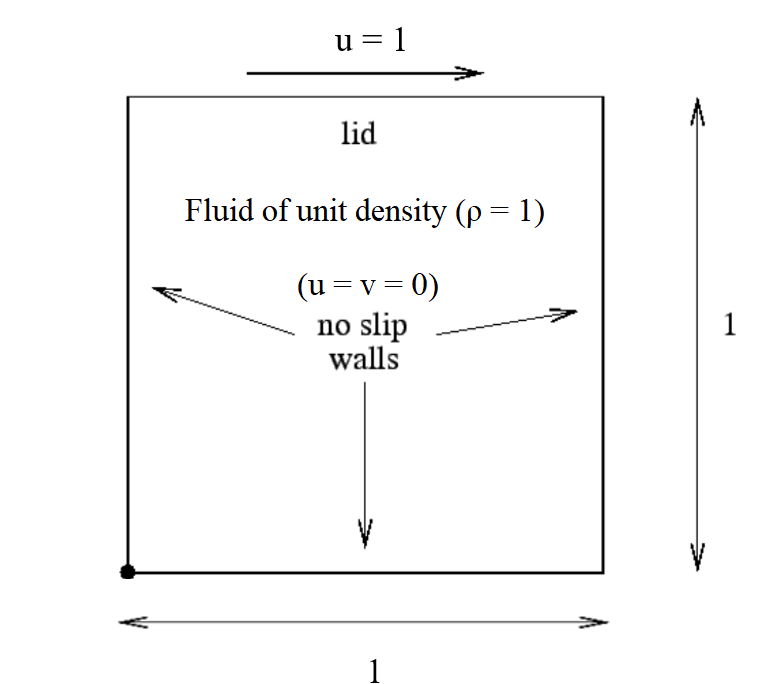 u = 1
lid
Fluid of unit density (ρ = 1)
(u = v = 0)
no slip
walls
1
1